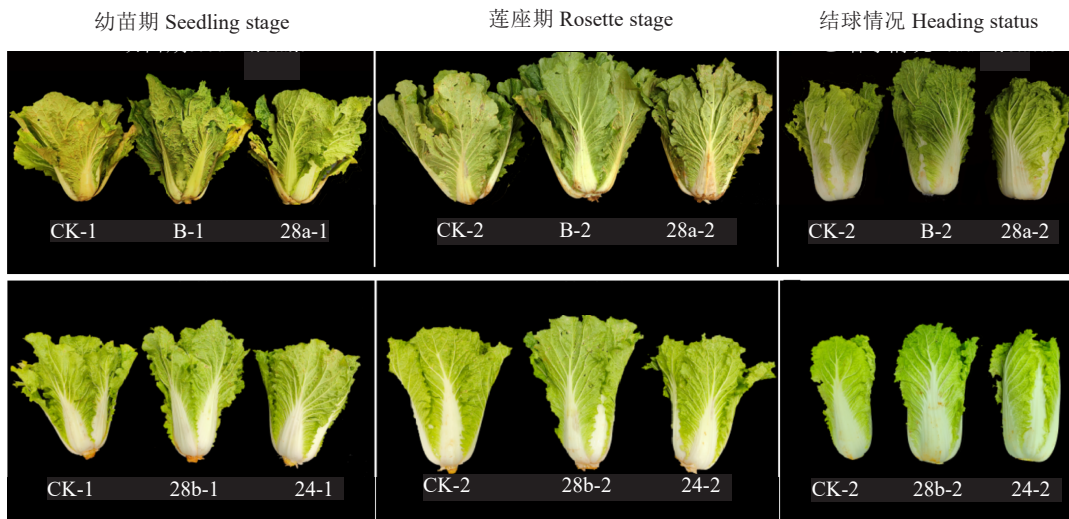 幼苗期 Seedling stage
莲座期 Rosette stage
结球情况 Heading status
CK-1 B-1 28a-1
CK-2 B-2 28a-2
CK-2 B-2 28a-2
CK-1 28b-1 24-1
CK-2 28b-2 24-2
CK-2 28b-2 24-2